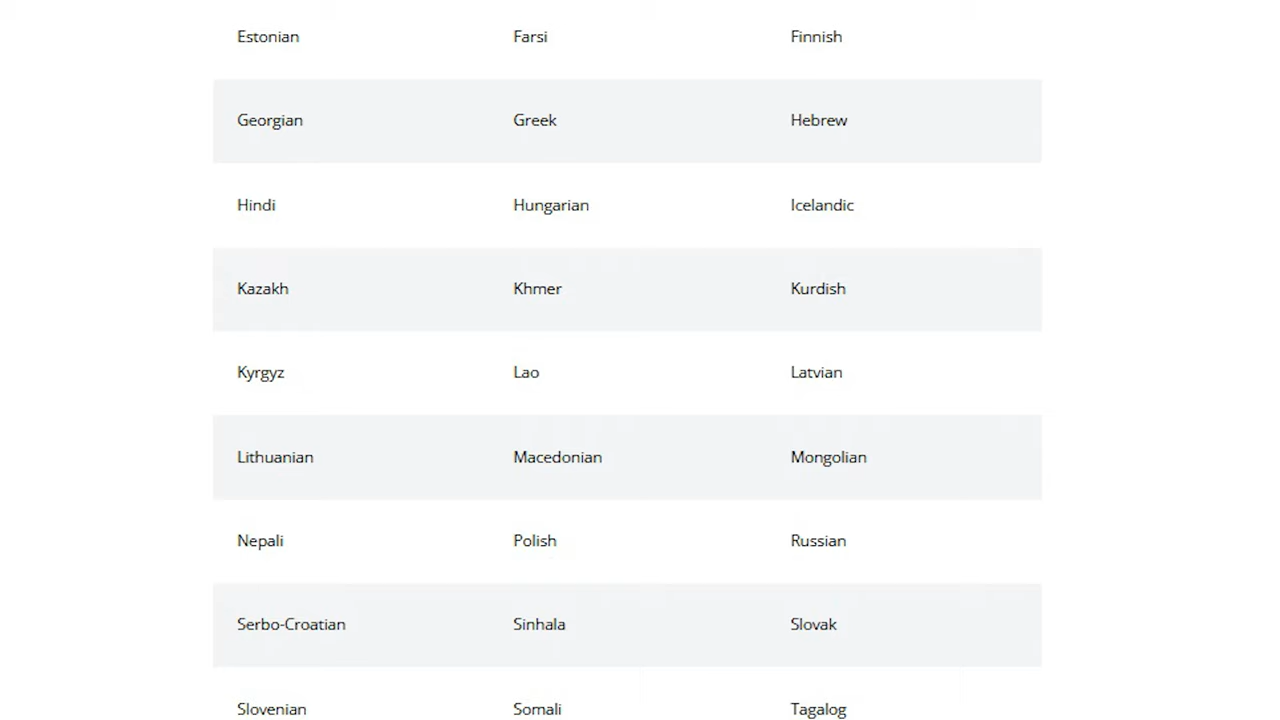 Estonian Farsi Finnish
Georgian Greek Hebrew
Hindi Hungarian Icelandic
Kazakh Khmer Kurdish
Kyrgyz Lao Latvian
Lithuanian Macedonian Mongolian
Nepali Polish Russian
Serbo-Croatian Sinhala Slovak
Slovenian Somali Tagalog